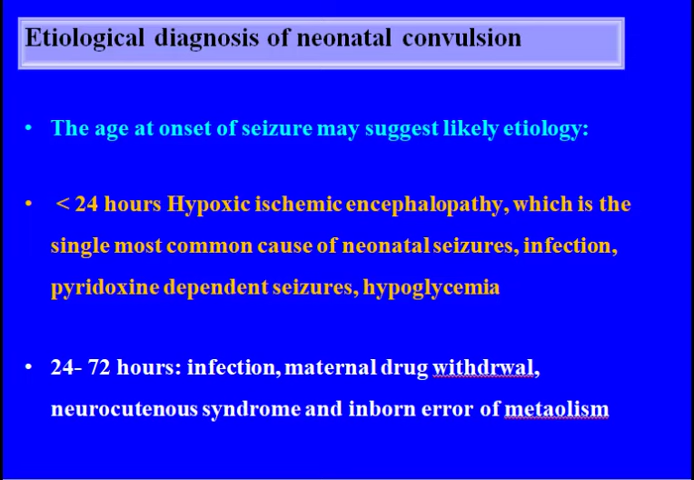 Etiological diagnosis of neonatal convulsion
• The age at onset of seizure may suggest likely etiology:
• < 24 hours Hypoxic ischemic encephalopathy, which is the
single most common cause of neonatal seizures, infection,
pyridoxine dependent seizures, hypoglycemia
• 24- 72 hours: infection, maternal drug withdrwal,
neurocutenous syndrome and inborn error of metaolism